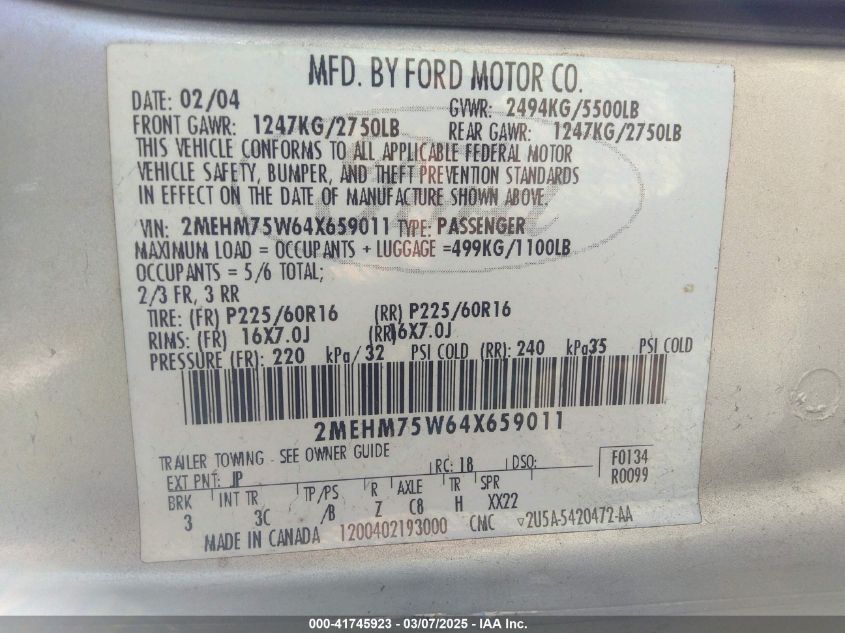 MFD. BY FORD MOTOR CO.
DATE: 02/04 GVWR: 2494KG/5500LB
FRONT GAWR: 1247KG/2750LB REAR GAWR: 1247KG/2750LB
THIS VEHICLE CONFORMS TO ALL APPLICABLE FEDERAL MOTOR
VEHICLE SAFETY, BUMPER, AND THEFT PREVENTION STANDARDS
IN EFFECT ON THE DATE OF MANUFACTURE SHOWN ABOVE.
VIN: 2MEHM75W64X659011 TYPE: PASSENGER
MAXIMUM LOAD = OCCUPANTS + LUGGAGE =499KG/1100LB
OCCUPANTS = 5/6 TOTAL;
2/3 FR, 3 RR
TIRE: (FR) P225/60R16 (RR) P225/60R16
RIMS: (FR) 16X7.0J (RR)16X7.0J
PRESSURE (FR): 220 kPa/ 32 PSI COLD (RR): 240 kPa35 PSI COLD
2MEHM75W64X659011
TRAILER TOWING - SEE OWNER GUIDE
EXT PNT: JP RC: 18 DSO: F0134
R0099
BRK INT TR TP/PS R AXLE TR SPR
3 3C /B Z C8 H XX22
MADE IN CANADA 1200402193000 CMC ▽2U5A-5420472-AA
000-41745923 - 03/07/2025 - IAA Inc.